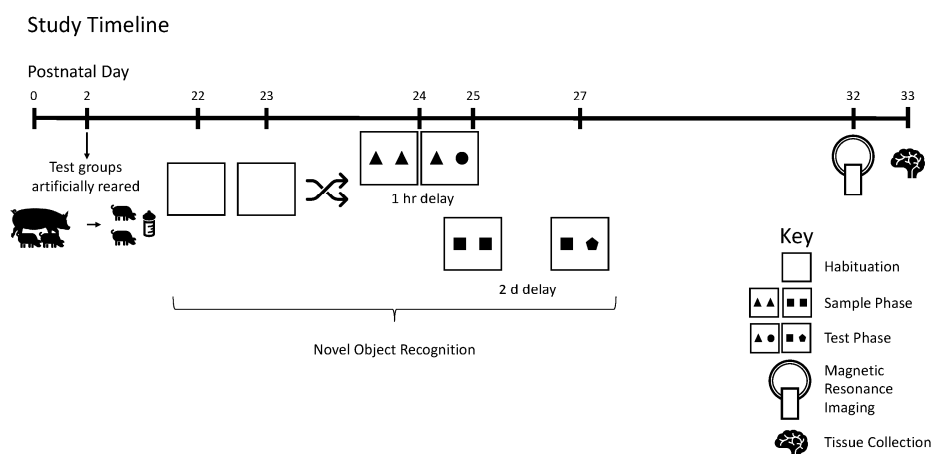 Study Timeline
Postnatal Day
0 2 22 23 24 25 27 32 33
Test groups
artificially reared
1 hr delay
2 d delay
Novel Object Recognition
Key
Habituation
Sample Phase
Test Phase
Magnetic
Resonance
Imaging
Tissue Collection